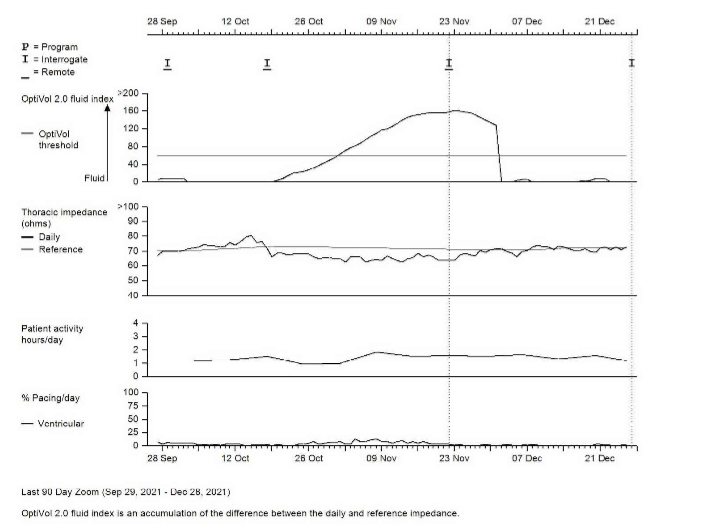 28 Sep 12 Oct 26 Oct 09 Nov 23 Nov 07 Dec 21 Dec
P = Program
I = Interrogate
_ = Remote
I I I I
OptiVol 2.0 fluid index
OptiVol
threshold
Fluid
>200
160
120
80
40
0
Thoracic impedance
(ohms)
Daily
Reference
>100
90
80
70
60
50
40
Patient activity
hours/day
4
3
2
1
0
% Pacing/day
Ventricular
100
75
50
25
0
28 Sep 12 Oct 26 Oct 09 Nov 23 Nov 07 Dec 21 Dec
Last 90 Day Zoom (Sep 29, 2021 - Dec 28, 2021)
OptiVol 2.0 fluid index is an accumulation of the difference between the daily and reference impedance.